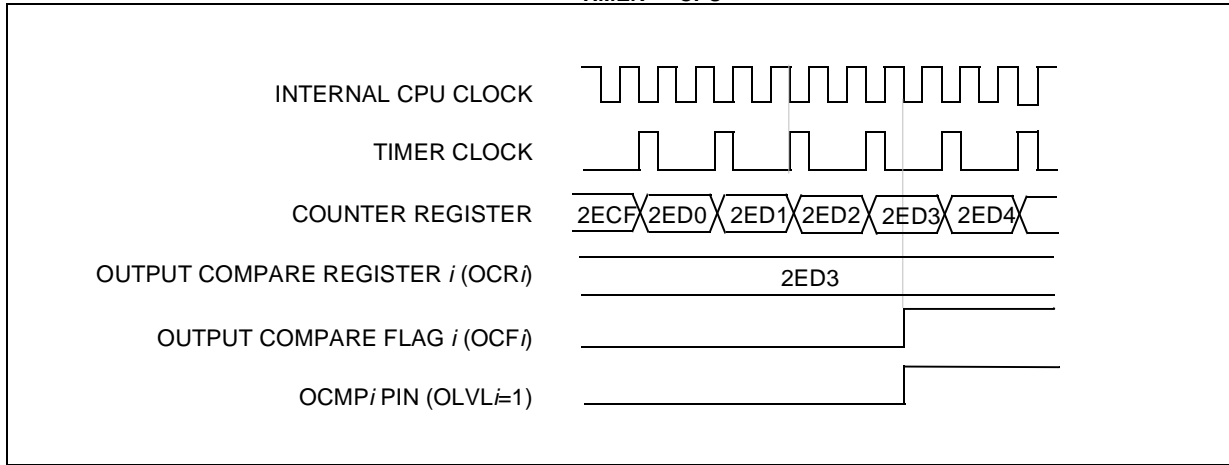 INTERNAL CPU CLOCK
TIMER CLOCK
COUNTER REGISTER 2ECF 2ED0 2ED1 2ED2 2ED3 2ED4
OUTPUT COMPARE REGISTER i (OCRi) 2ED3
OUTPUT COMPARE FLAG i (OCFi)
OCMPi PIN (OLVLi=1)